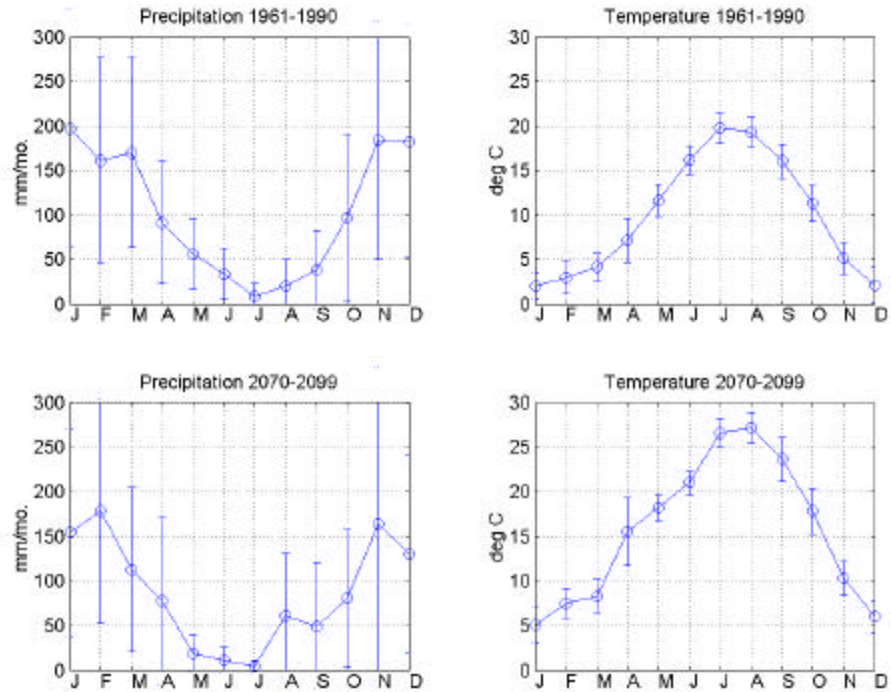 Precipitation 1961-1990
300
250
200
150
100
50
0
mm/mo.
J F M A M J J A S O N D
Temperature 1961-1990
30
25
20
15
10
5
0
deg C
J F M A M J J A S O N D
Precipitation 2070-2099
300
250
200
150
100
50
0
mm/mo.
J F M A M J J A S O N D
Temperature 2070-2099
30
25
20
15
10
5
0
deg C
J F M A M J J A S O N D